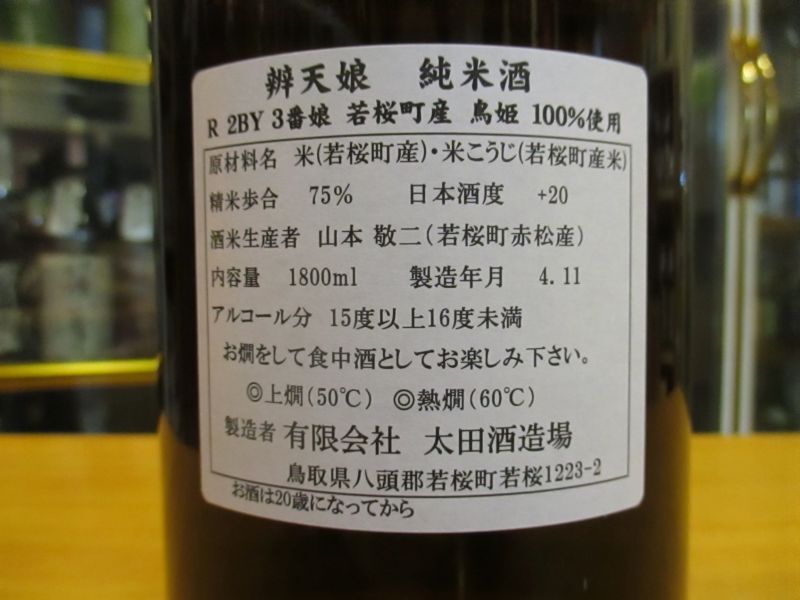 辨天娘 純米酒
R 2BY 3番娘 若桜町産 鳥姫 100%使用
原材料名 米(若桜町産)・米こうじ(若桜町産米)
精米歩合 75% 日本酒度 +20
酒米生産者 山本 敬二(若桜町赤松産)
内容量 1800ml 製造年月 4.11
アルコール分 15度以上16度未満
お燗をして食中酒としてお楽しみ下さい。
◎上燗(50℃) ◎熱燗(60℃)
製造者 有限会社 太田酒造場
鳥取県八頭郡若桜町若桜1223-2
お酒は20歳になってから